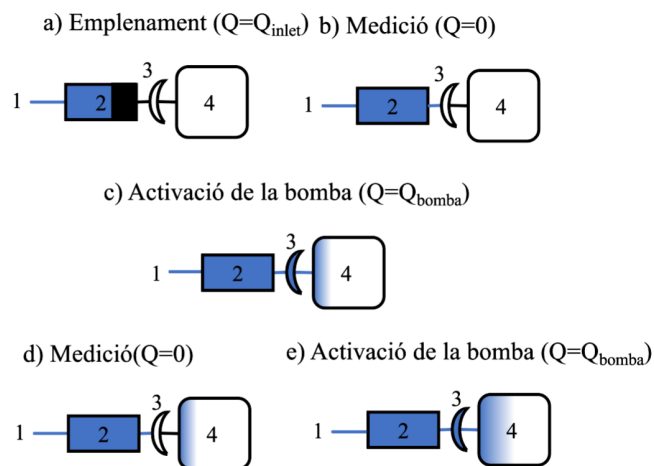 a) Emplenament (Q=Qinlet) b) Medició (Q=0)
3
1 2 4
3
1 2 4
c) Activació de la bomba (Q=Qbomba)
3
1 2 4
d) Medició(Q=0)
3
1 2 4
e) Activació de la bomba (Q=Qbomba)
3
1 2 4